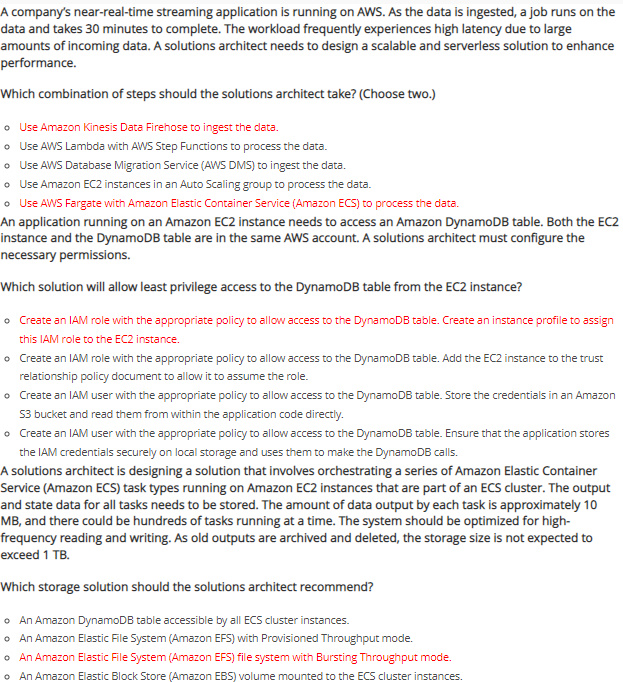 A company's near-real-time streaming application is running on AWS. As the data is ingested, a job runs on the
data and takes 30 minutes to complete. The workload frequently experiences high latency due to large
amounts of incoming data. A solutions architect needs to design a scalable and serverless solution to enhance
performance.
Which combination of steps should the solutions architect take? (Choose two.)
o Use Amazon Kinesis Data Firehose to ingest the data.
o Use AWS Lambda with AWS Step Functions to process the data.
o Use AWS Database Migration Service (AWS DMS) to ingest the data.
o Use Amazon EC2 instances in an Auto Scaling group to process the data.
o Use AWS Fargate with Amazon Elastic Container Service (Amazon ECS) to process the data.
An application running on an Amazon EC2 instance needs to access an Amazon DynamoDB table. Both the EC2
instance and the DynamoDB table are in the same AWS account. A solutions architect must configure the
necessary permissions.
Which solution will allow least privilege access to the DynamoDB table from the EC2 instance?
o Create an IAM role with the appropriate policy to allow access to the DynamoDB table. Create an instance profile to assign
this IAM role to the EC2 instance.
o Create an IAM role with the appropriate policy to allow access to the DynamoDB table. Add the EC2 instance to the trust
relationship policy document to allow it to assume the role.
o Create an IAM user with the appropriate policy to allow access to the DynamoDB table. Store the credentials in an Amazon
S3 bucket and read them from within the application code directly.
o Create an IAM user with the appropriate policy to allow access to the DynamoDB table. Ensure that the application stores
the IAM credentials securely on local storage and uses them to make the DynamoDB calls.
A solutions architect is designing a solution that involves orchestrating a series of Amazon Elastic Container
Service (Amazon ECS) task types running on Amazon EC2 instances that are part of an ECS cluster. The output
and state data for all tasks needs to be stored. The amount of data output by each task is approximately 10
MB, and there could be hundreds of tasks running at a time. The system should be optimized for high-
frequency reading and writing. As old outputs are archived and deleted, the storage size is not expected to
exceed 1 TB.
Which storage solution should the solutions architect recommend?
o An Amazon DynamoDB table accessible by all ECS cluster instances.
o An Amazon Elastic File System (Amazon EFS) with Provisioned Throughput mode.
o An Amazon Elastic File System (Amazon EFS) file system with Bursting Throughput mode.
o An Amazon Elastic Block Store (Amazon EBS) volume mounted to the ECS cluster instances.